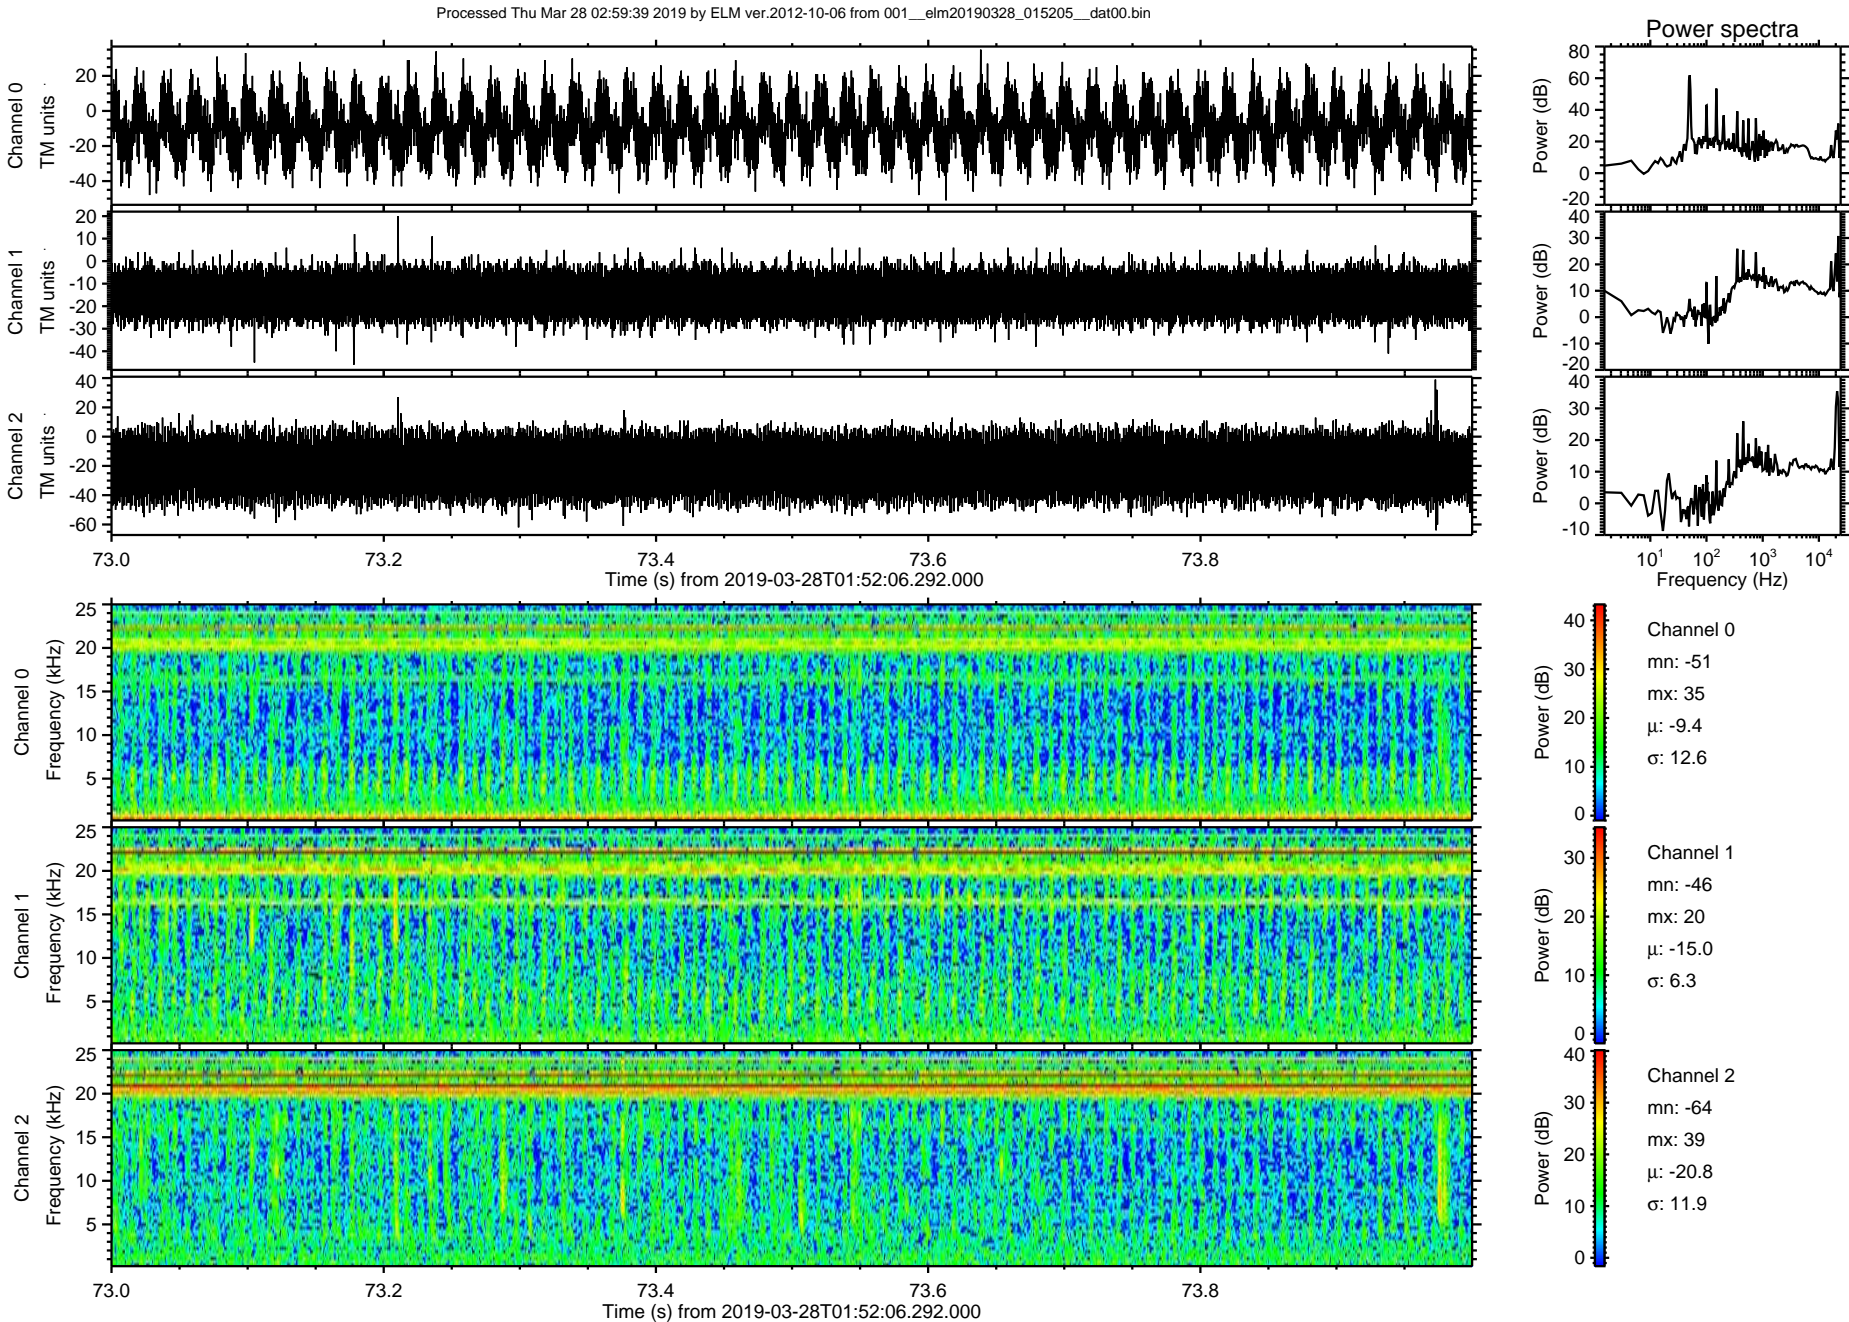 Processed Thu Mar 28 02:59:39 2019 by ELM ver.2012-10-06 from 001__elm20190328_015205__dat00.bin
Power spectra
Channel 0
TM units
20
0
-20
-40
Power (dB)
80
60
40
20
0
-20
Channel 1
TM units
20
10
0
-10
-20
-30
-40
Power (dB)
40
30
20
10
0
-10
-20
Channel 2
TM units
40
20
0
-20
-40
-60
Power (dB)
40
30
20
10
0
-10
73.0 73.2 73.4 73.6 73.8
Time (s) from 2019-03-28T01:52:06.292.000
10^1 10^2 10^3 10^4
Frequency (Hz)
Channel 0
Frequency (kHz)
25
20
15
10
5
Power (dB)
40
30
20
10
0
Channel 0
mn: -51
mx: 35
μ: -9.4
σ: 12.6
Channel 1
Frequency (kHz)
25
20
15
10
5
Power (dB)
30
20
10
0
Channel 1
mn: -46
mx: 20
μ: -15.0
σ: 6.3
Channel 2
Frequency (kHz)
25
20
15
10
5
Power (dB)
40
30
20
10
0
Channel 2
mn: -64
mx: 39
μ: -20.8
σ: 11.9
73.0 73.2 73.4 73.6 73.8
Time (s) from 2019-03-28T01:52:06.292.000